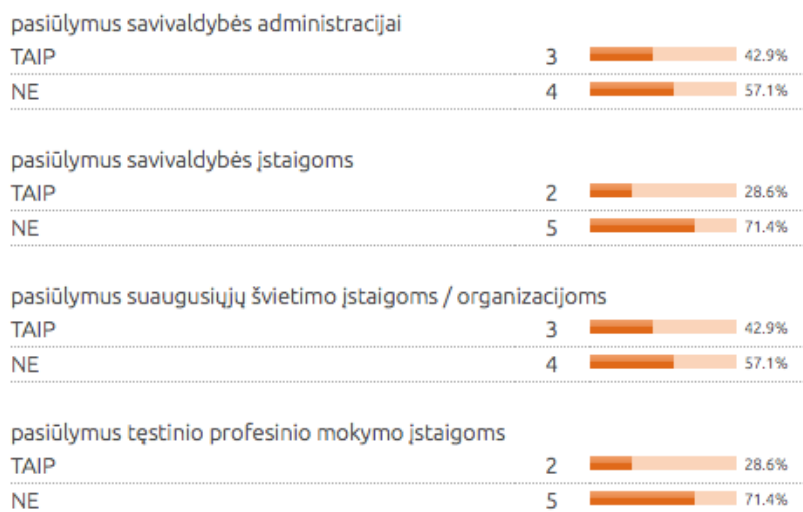 pasiūlymus savivaldybės administracijai
TAIP 3 42.9%
NE 4 57.1%
pasiūlymus savivaldybės įstaigoms
TAIP 2 28.6%
NE 5 71.4%
pasiūlymus suaugusiųjų švietimo įstaigoms / organizacijoms
TAIP 3 42.9%
NE 4 57.1%
pasiūlymus tęstinio profesinio mokymo įstaigoms
TAIP 2 28.6%
NE 5 71.4%